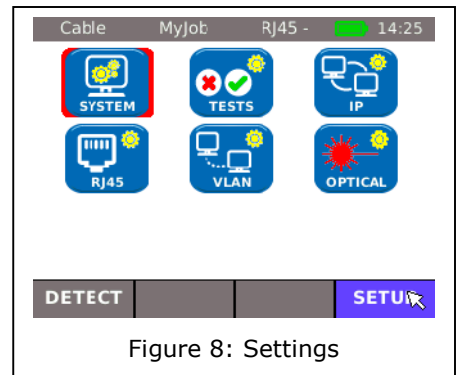 Cable MyJob RJ45 - 14:25
SYSTEM TESTS IP
RJ45 VLAN OPTICAL
DETECT SETUP
Figure 8: Settings